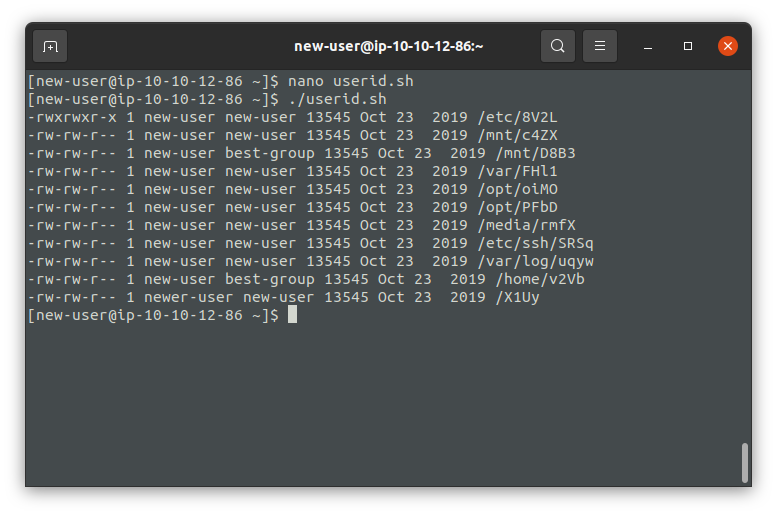 new-user@ip-10-10-12-86:~
[new-user@ip-10-10-12-86 ~]$ nano userid.sh
[new-user@ip-10-10-12-86 ~]$ ./userid.sh
-rwxrwxr-x 1 new-user new-user 13545 Oct 23  2019 /etc/8V2L
-rw-rw-r-- 1 new-user new-user 13545 Oct 23  2019 /mnt/c4ZX
-rw-rw-r-- 1 new-user best-group 13545 Oct 23  2019 /mnt/D8B3
-rw-rw-r-- 1 new-user new-user 13545 Oct 23  2019 /var/FHl1
-rw-rw-r-- 1 new-user new-user 13545 Oct 23  2019 /opt/oiMO
-rw-rw-r-- 1 new-user new-user 13545 Oct 23  2019 /opt/PFbD
-rw-rw-r-- 1 new-user new-user 13545 Oct 23  2019 /media/rmfX
-rw-rw-r-- 1 new-user new-user 13545 Oct 23  2019 /etc/ssh/SRSq
-rw-rw-r-- 1 new-user new-user 13545 Oct 23  2019 /var/log/uqyw
-rw-rw-r-- 1 new-user best-group 13545 Oct 23  2019 /home/v2Vb
-rw-rw-r-- 1 newer-user new-user 13545 Oct 23  2019 /X1Uy
[new-user@ip-10-10-12-86 ~]$